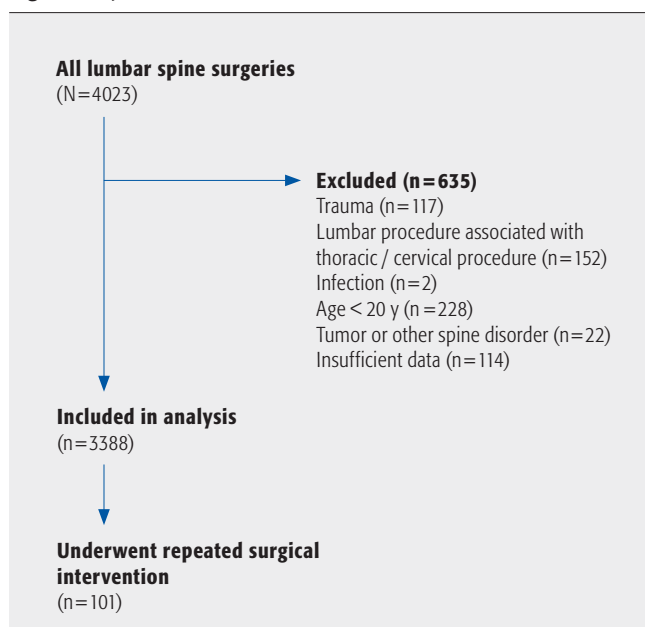 All lumbar spine surgeries
(N=4023)
Excluded (n=635)
Trauma (n=117)
Lumbar procedure associated with
thoracic / cervical procedure (n=152)
Infection (n=2)
Age < 20 y (n=228)
Tumor or other spine disorder (n=22)
Insufficient data (n=114)
Included in analysis
(n=3388)
Underwent repeated surgical
intervention
(n=101)